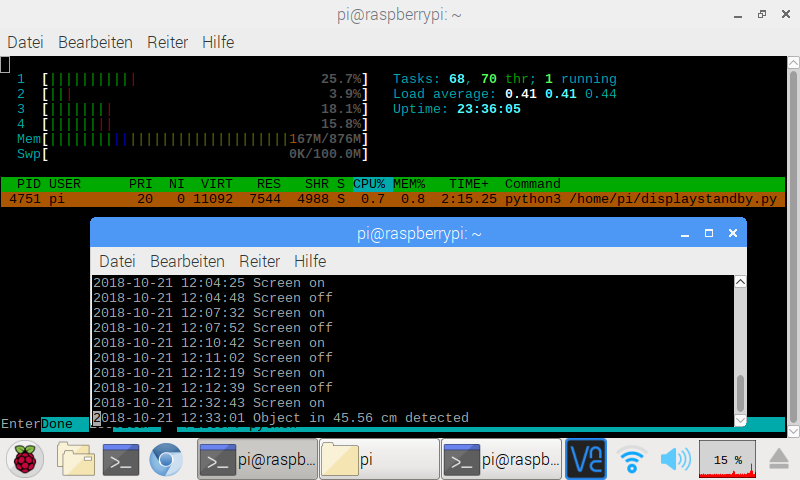 pi@raspberrypi: ~
Datei Bearbeiten Reiter Hilfe
1 [|||||||||||25.7%] Tasks: 68, 70 thr; 1 running
2 [|||3.9%] Load average: 0.41 0.41 0.44
3 [||||||||18.1%] Uptime: 23:36:05
4 [||||||||15.8%]
Mem[||||||||||||||||||||||||||||||167M/876M]
Swp[0K/100.0M]
PID USER PRI NI VIRT RES SHR S CPU% MEM% TIME+ Command
4751 pi 20 0 11092 7544 4988 S 0.7 0.8 2:15.25 python3 /home/pi/displaystandby.py
pi@raspberrypi: ~
Datei Bearbeiten Reiter Hilfe
2018-10-21 12:04:25 Screen on
2018-10-21 12:04:48 Screen off
2018-10-21 12:07:32 Screen on
2018-10-21 12:07:52 Screen off
2018-10-21 12:10:42 Screen on
2018-10-21 12:11:02 Screen off
2018-10-21 12:12:19 Screen on
2018-10-21 12:12:39 Screen off
2018-10-21 12:32:43 Screen on
2018-10-21 12:33:01 Object in 45.56 cm detected
EnterDone
pi@raspb... pi pi@raspb... 15 %